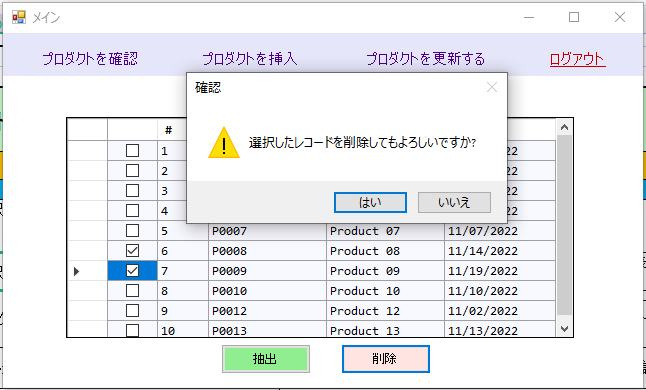 メイン
プロダクトを確認 プロダクトを挿入 プロダクトを更新する ログアウト
確認
選択したレコードを削除してもよろしいですか?
はい いいえ
#
1
2
3
4
5 P0007 Product 07 11/07/2022
6 P0008 Product 08 11/14/2022
7 P0009 Product 09 11/19/2022
8 P0010 Product 10 11/10/2022
9 P0012 Product 12 11/02/2022
10 P0013 Product 13 11/13/2022
抽出 削除